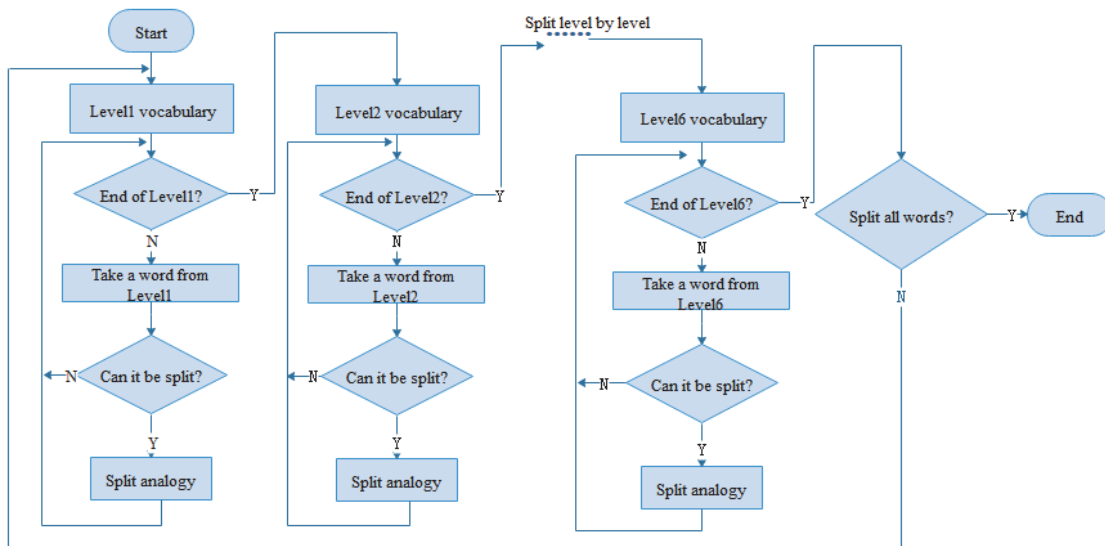 Start
Level1 vocabulary
End of Level1?
Y
N
Take a word from
Level1
Can it be split?
N
Y
Split analogy
Level2 vocabulary
End of Level2?
Y
N
Take a word from
Level2
Can it be split?
N
Y
Split analogy
Split level by level
Level6 vocabulary
End of Level6?
Y
N
Take a word from
Level6
Can it be split?
N
Y
Split analogy
Split all words?
Y
N
End